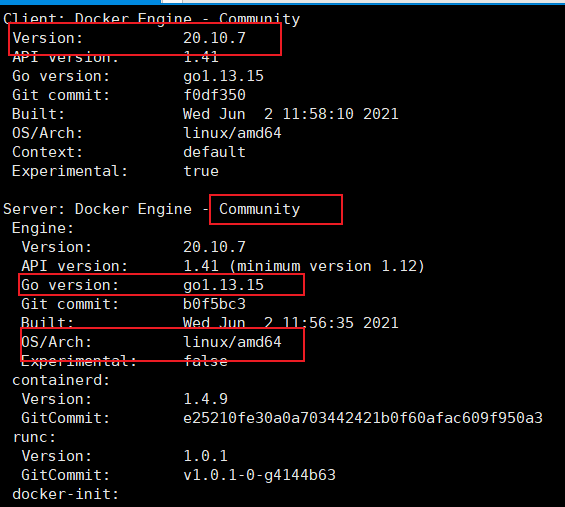 Client: Docker Engine - Community
Version: 20.10.7
API version: 1.41
Go version: go1.13.15
Git commit: f0df350
Built: Wed Jun 2 11:58:10 2021
OS/Arch: linux/amd64
Context: default
Experimental: true
Server: Docker Engine - Community
Engine:
Version: 20.10.7
API version: 1.41 (minimum version 1.12)
Go version: go1.13.15
Git commit: b0f5bc3
Built: Wed Jun 2 11:56:35 2021
OS/Arch: linux/amd64
Experimental: false
containerd:
Version: 1.4.9
GitCommit: e25210fe30a0a703442421b0f60afac609f950a3
runc:
Version: 1.0.1
GitCommit: v1.0.1-0-g4144b63
docker-init: